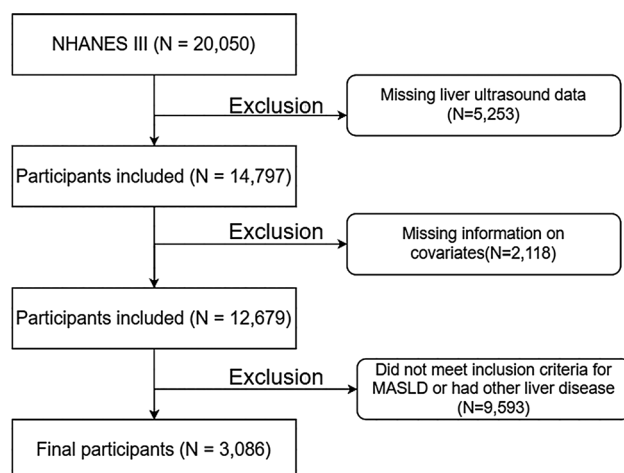 NHANES III (N = 20,050)
Exclusion
Missing liver ultrasound data
(N=5,253)
Participants included (N = 14,797)
Exclusion
Missing information on
covariates(N=2,118)
Participants included (N = 12,679)
Exclusion
Did not meet inclusion criteria for
MASLD or had other liver disease
(N=9,593)
Final participants (N = 3,086)